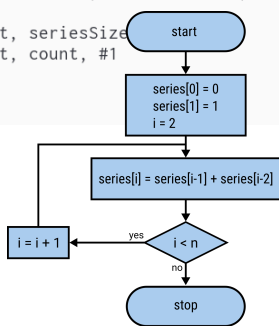 t, seriesSize
t, count, #1
start
series[0] = 0
series[1] = 1
i = 2
series[i] = series[i-1] + series[i-2]
i = i + 1
yes
i < n
no
stop